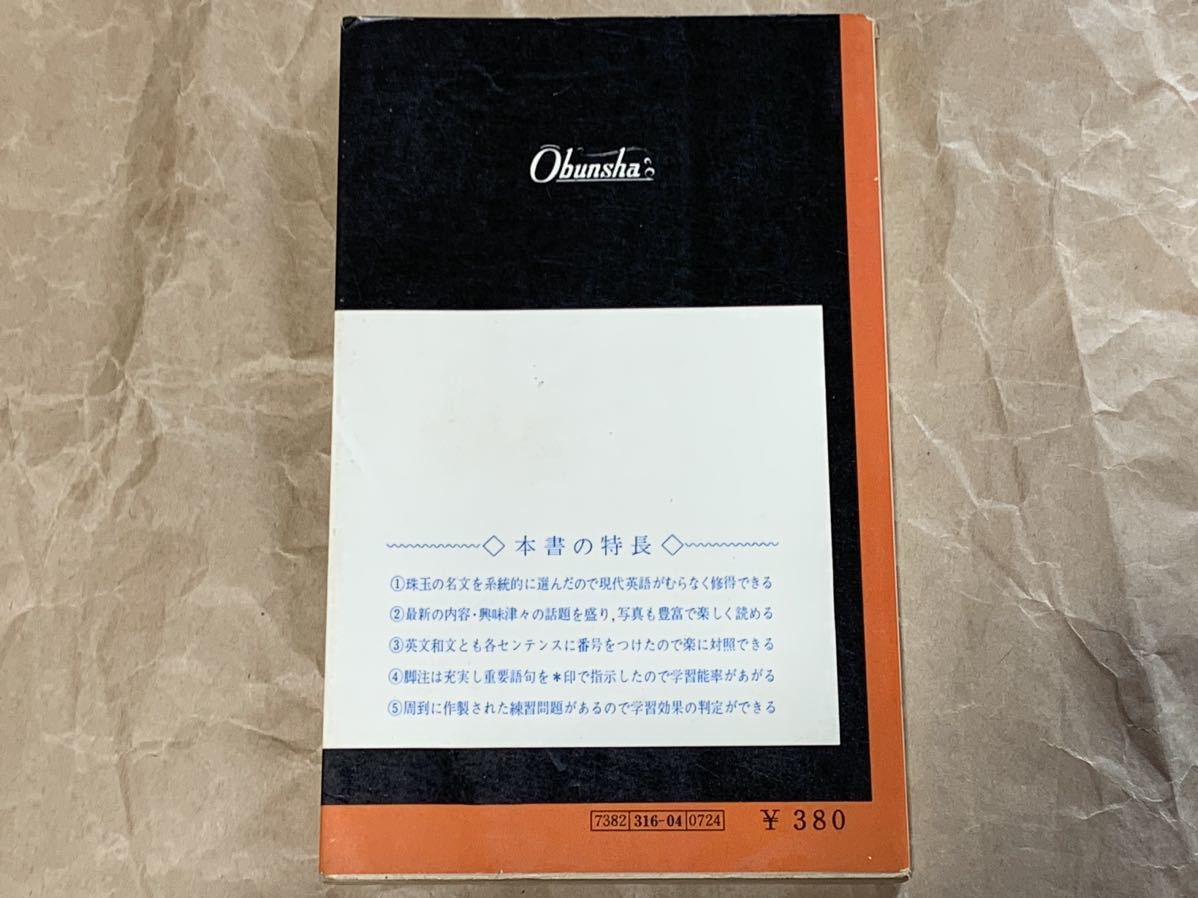 Obunsha
本書の特長
①珠玉の名文を系統的に選んだので現代英語がむらなく修得できる
②最新の内容・興味津々の話題を盛り,写真も豊富で楽しく読める
③英文和文とも各センテンスに番号をつけたので楽に対照できる
④脚注は充実し重要語句を*印で指示したので学習能率があがる
⑤周到に作製された練習問題があるので学習効果の判定ができる
7382 316-04 0724 ¥ 380